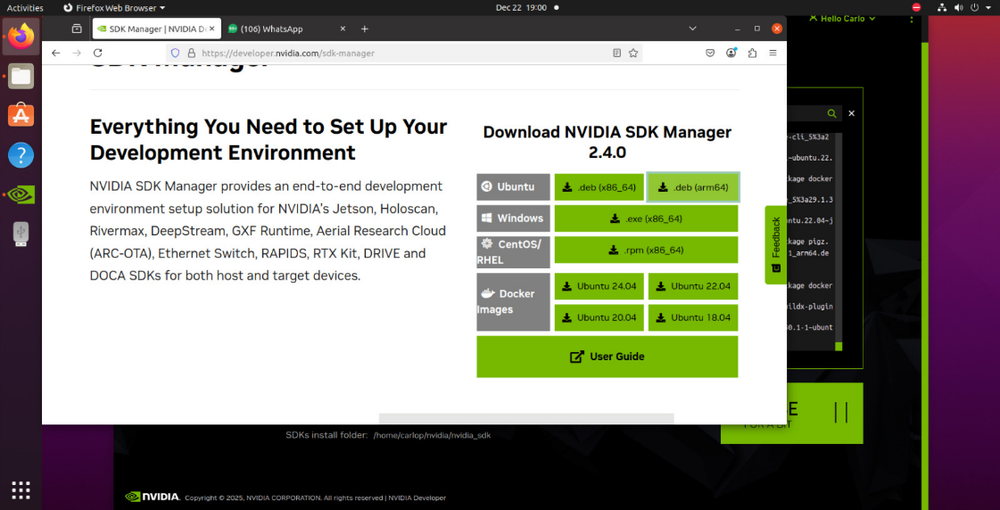 Activities
Firefox Web Browser
Dec 22 19:00
Hello Carlo
SDK Manager | NVIDIA D
(106) WhatsApp
https://developer.nvidia.com/sdk-manager
SDK Manager
Everything You Need to Set Up Your
Development Environment
NVIDIA SDK Manager provides an end-to-end development
environment setup solution for NVIDIA's Jetson, Holoscan,
Rivermax, DeepStream, GXF Runtime, Aerial Research Cloud
(ARC-OTA), Ethernet Switch, RAPIDS, RTX Kit, DRIVE and
DOCA SDKs for both host and target devices.
Download NVIDIA SDK Manager
2.4.0
Ubuntu
.deb (x86_64)
.deb (arm64)
Windows
.exe (x86_64)
CentOS/
RHEL
.rpm (x86_64)
Docker
Images
Ubuntu 24.04
Ubuntu 22.04
Ubuntu 20.04
Ubuntu 18.04
User Guide
Feedback
e-cli_5%3a2
~ubuntu.22.
kage docker
%3a29.1.3
untu.22.04~j
kage pigz.
1_arm64.de
kage docker
uildx-plugin
0.1-1~ubunt
SE
FOR A BIT
SDKs install folder: /home/carlop/nvidia/nvidia_sdk
NVIDIA.
Copyright © 2025, NVIDIA CORPORATION. All rights reserved | NVIDIA Developer